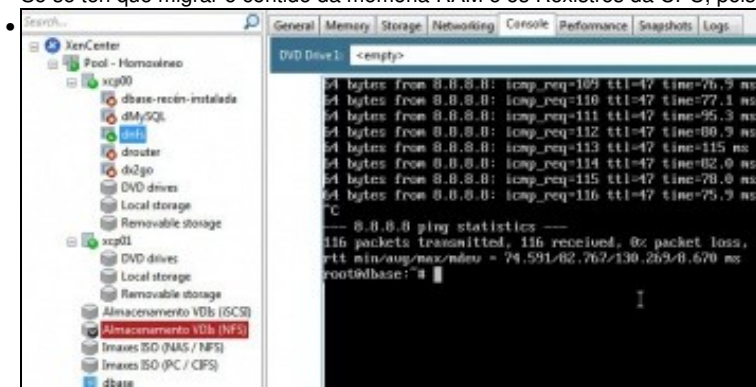 Só se ten que migrar o contido da memoria RAM e os Rexistros da CPU, pois
Search...
XenCenter
Pool - Homoxéneo
xcp00
dbase-recén-instalada
dMySQL
dnfs
drouter
dx2go
DVD drives
Local storage
Removable storage
xcp01
DVD drives
Local storage
Removable storage
Almacenamento VDIs (iSCSI)
Almacenamento VDIs (NFS)
Imaxes ISO (NAS / NFS)
Imaxes ISO (PC / CIFS)
dbase
General Memory Storage Networking Console Performance Snapshots Logs
DVD Drive 1: <empty>
64 bytes from 8.8.8.8: icmp_req=109 ttl=47 time=76.9 ms
64 bytes from 8.8.8.8: icmp_req=110 ttl=47 time=77.1 ms
64 bytes from 8.8.8.8: icmp_req=111 ttl=47 time=95.3 ms
64 bytes from 8.8.8.8: icmp_req=112 ttl=47 time=80.9 ms
64 bytes from 8.8.8.8: icmp_req=113 ttl=47 time=115 ms
64 bytes from 8.8.8.8: icmp_req=114 ttl=47 time=82.0 ms
64 bytes from 8.8.8.8: icmp_req=115 ttl=47 time=78.0 ms
64 bytes from 8.8.8.8: icmp_req=116 ttl=47 time=75.9 ms
^C
--- 8.8.8.8 ping statistics ---
116 packets transmitted, 116 received, 0% packet loss,
rtt min/avg/max/mdev = 74.591/82.767/130.269/8.670 ms
root@dbase:~#